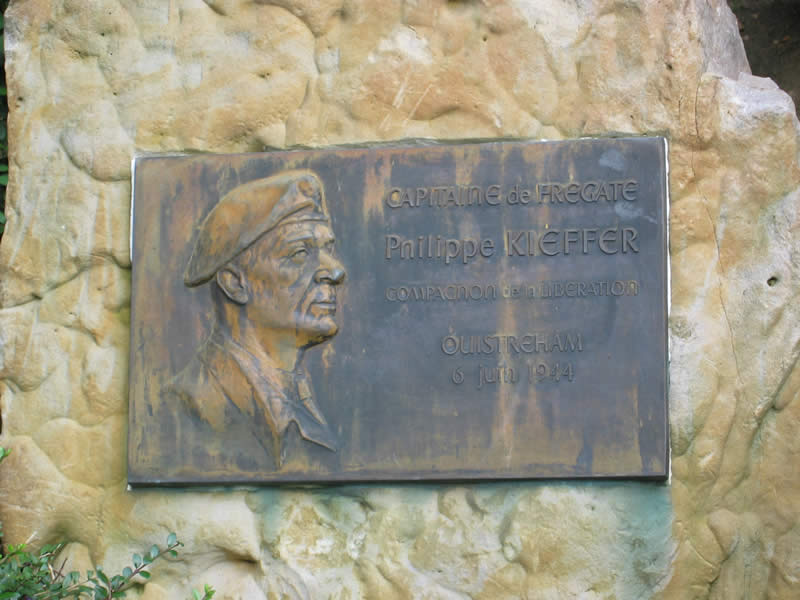 CAPITAINE de FREGATE
Philippe KIEFFER
COMPAGNON de la LIBERATION
OUISTREHAM
6 juin 1944